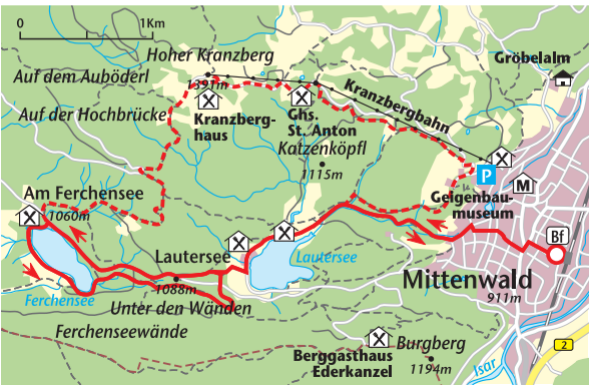 0 1Km
Hoher Kranzberg
Gröbelalm
Auf dem Auböderl
1391m
Kranzbergbahn
Auf der Hochbrücke
Kranzberg-
haus
Ghs.
St. Anton
Katzenköpfl
1115m
P
M
Am Ferchensee
1060m
Geigenbau-
museum
Bf
Lautersee
Lautersee
Mittenwald
911m
Ferchensee
1088m
Unter den Wänden
Ferchenseewände
Berggasthaus
Ederkanzel
Burgberg
1194m
Isar
2